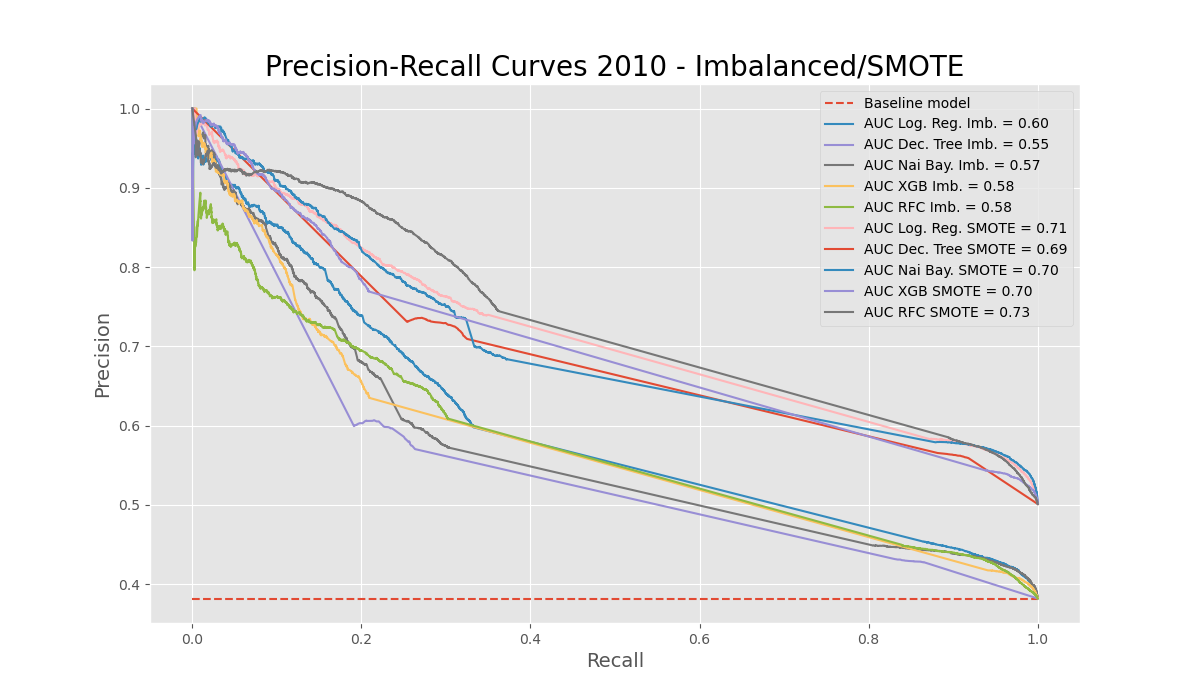 Precision-Recall Curves 2010 - Imbalanced/SMOTE
Baseline model
AUC Log. Reg. Imb. = 0.60
AUC Dec. Tree Imb. = 0.55
AUC Nai Bay. Imb. = 0.57
AUC XGB Imb. = 0.58
AUC RFC Imb. = 0.58
AUC Log. Reg. SMOTE = 0.71
AUC Dec. Tree SMOTE = 0.69
AUC Nai Bay. SMOTE = 0.70
AUC XGB SMOTE = 0.70
AUC RFC SMOTE = 0.73
Precision
1.0
0.9
0.8
0.7
0.6
0.5
0.4
0.0 0.2 0.4 0.6 0.8 1.0
Recall